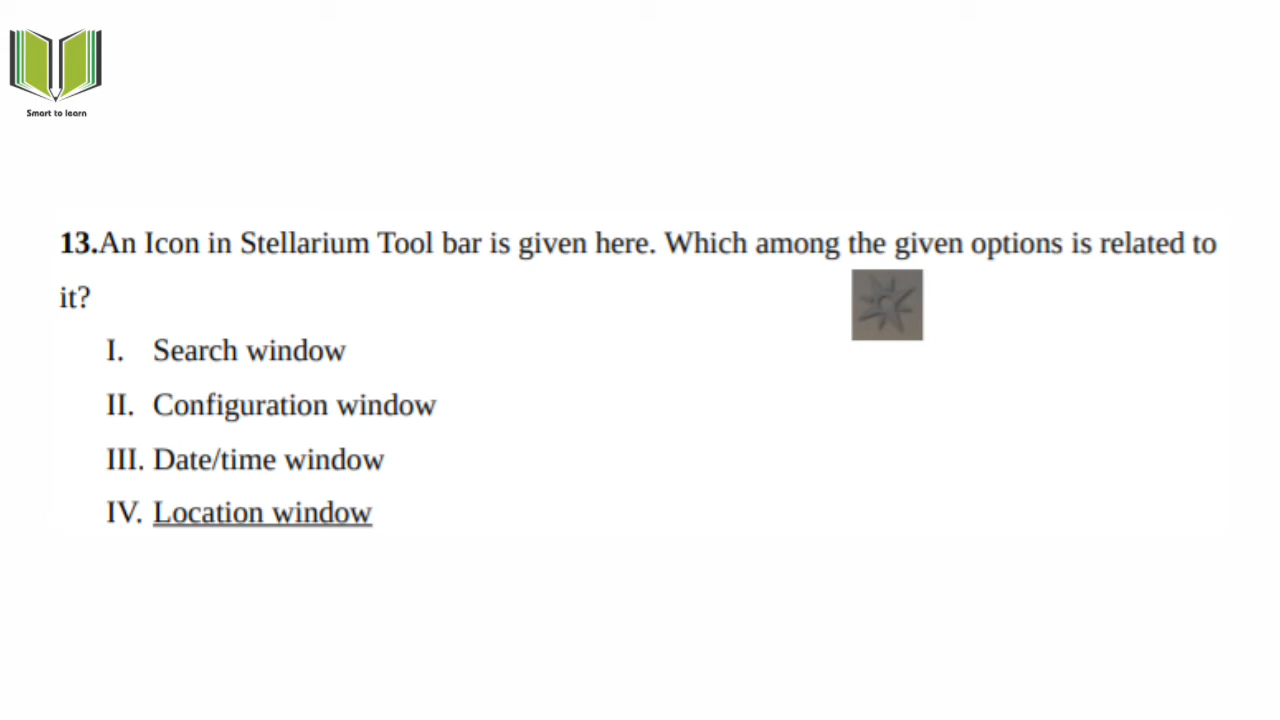 Smart to learn
13.An Icon in Stellarium Tool bar is given here. Which among the given options is related to
it?
I. Search window
II. Configuration window
III. Date/time window
IV. Location window